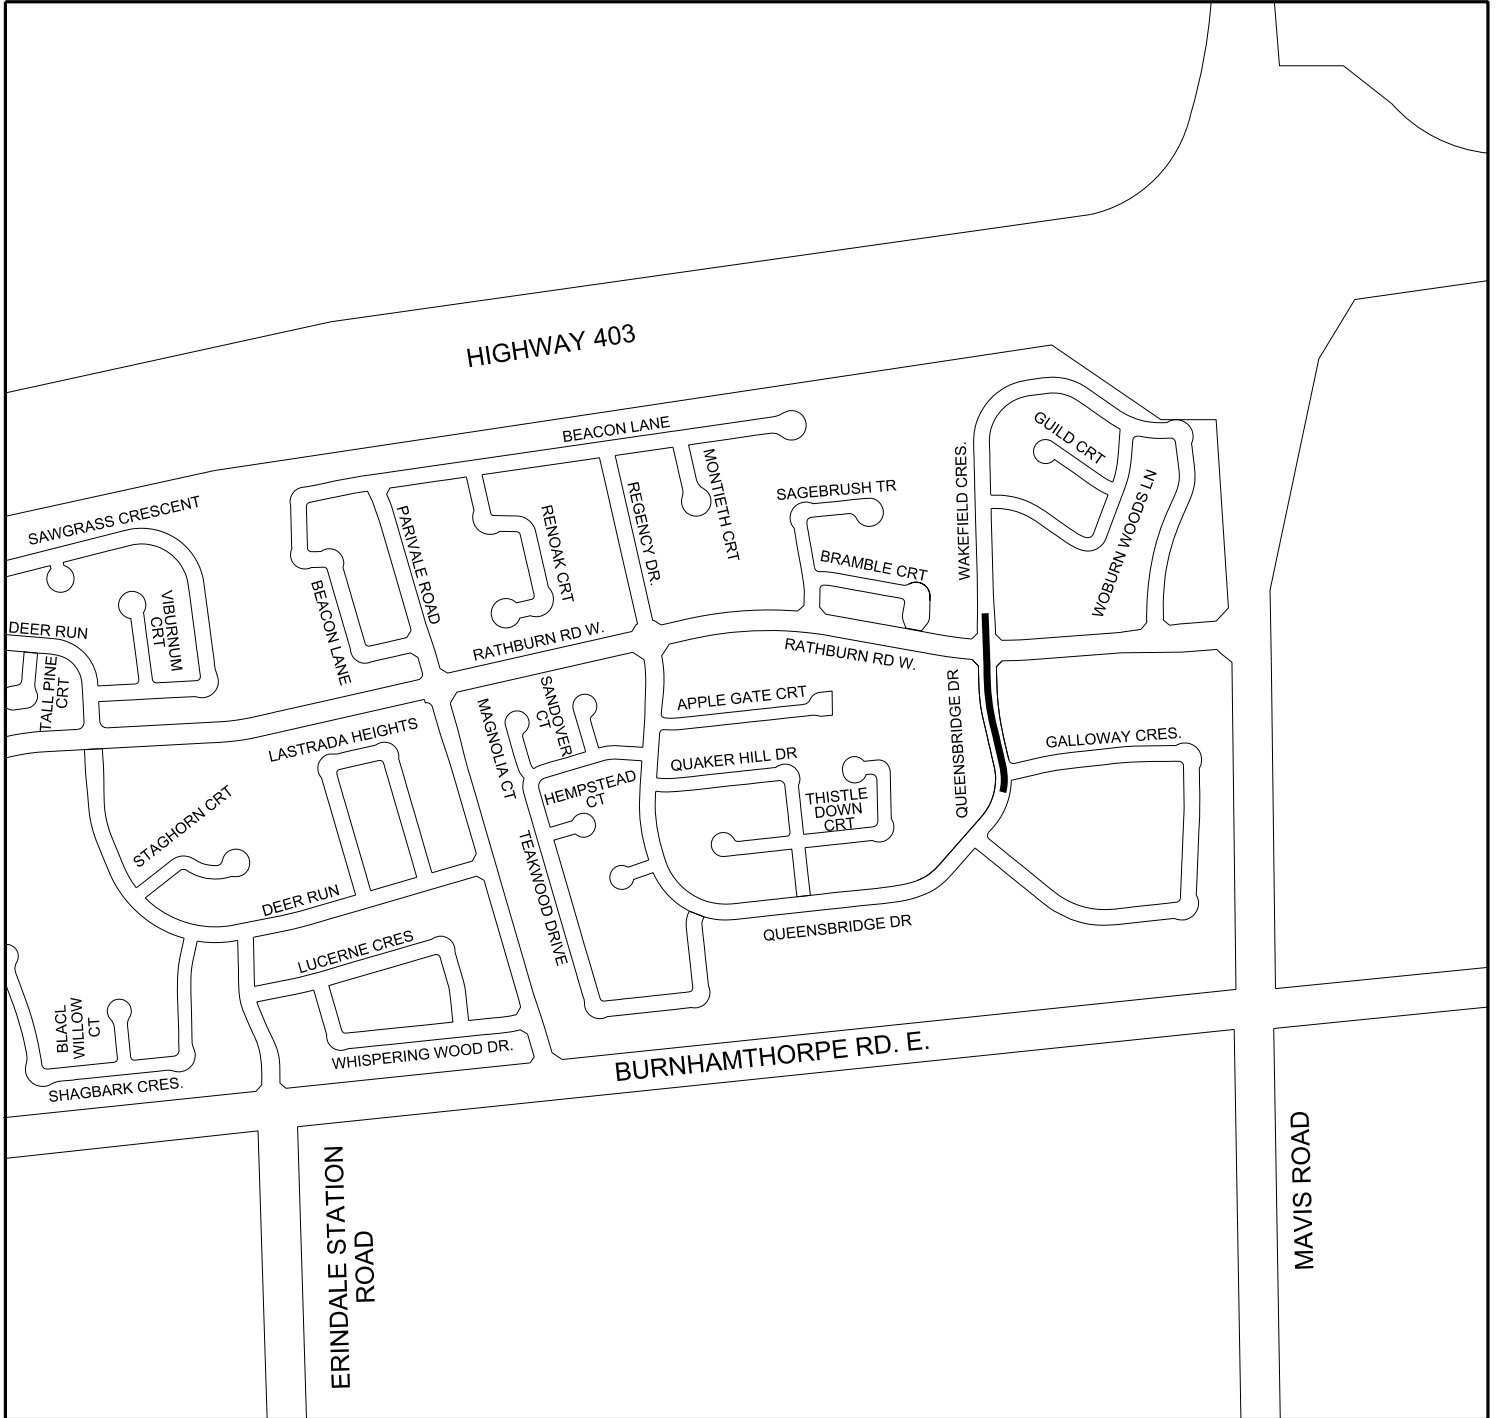 HIGHWAY 403
BEACON LANE
GUILD CRT
MONTIETH CRT
WAKEFIELD CRES.
SAGEBRUSH TR
WOBURN WOODS LN
SAWGRASS CRESCENT
PARIVALE ROAD
RENOAK CRT
REGENCY DR.
BRAMBLE CRT
BEACON LANE
VIBURNUM
CRT
DEER RUN
RATHBURN RD W.
RATHBURN RD W.
TALL PINE
CRT
MAGNOLIA CT
SANDOVER
CT
APPLE GATE CRT
QUEENSBRIDGE DR
LASTRADA HEIGHTS
GALLOWAY CRES.
QUAKER HILL DR
HEMPSTEAD
CT
THISTLE
DOWN
CRT
STAGHORN CRT
TEAKWOOD DRIVE
DEER RUN
QUEENSBRIDGE DR
LUCERNE CRES
BLACL
WILLOW
CT
WHISPERING WOOD DR.
BURNHAMTHORPE RD. E.
SHAGBARK CRES.
ERINDALE STATION
ROAD
MAVIS ROAD